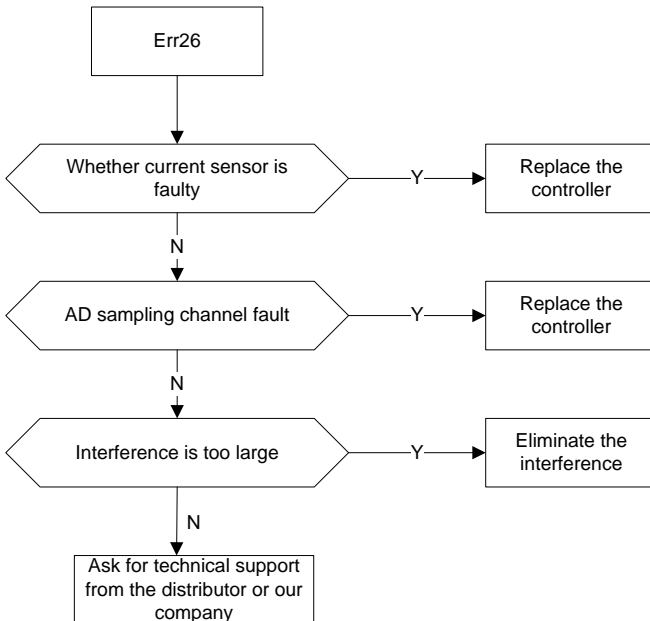 Err26
Whether current sensor is
faulty
Y
Replace the
controller
N
AD sampling channel fault
Y
Replace the
controller
N
Interference is too large
Y
Eliminate the
interference
N
Ask for technical support
from the distributor or our
company